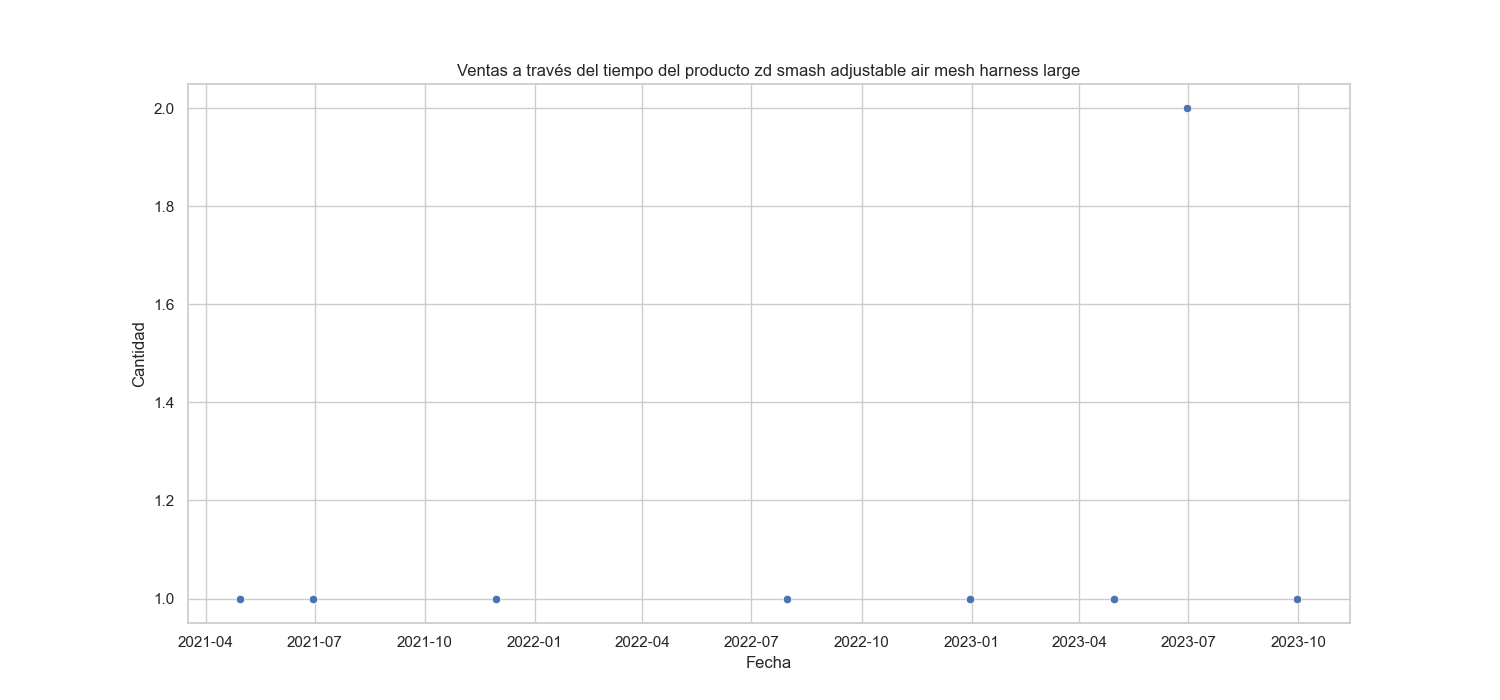 Ventas a través del tiempo del producto zd smash adjustable air mesh harness large
2.0
1.8
1.6
1.4
1.2
1.0
Cantidad
2021-04 2021-07 2021-10 2022-01 2022-04 2022-07 2022-10 2023-01 2023-04 2023-07 2023-10
Fecha